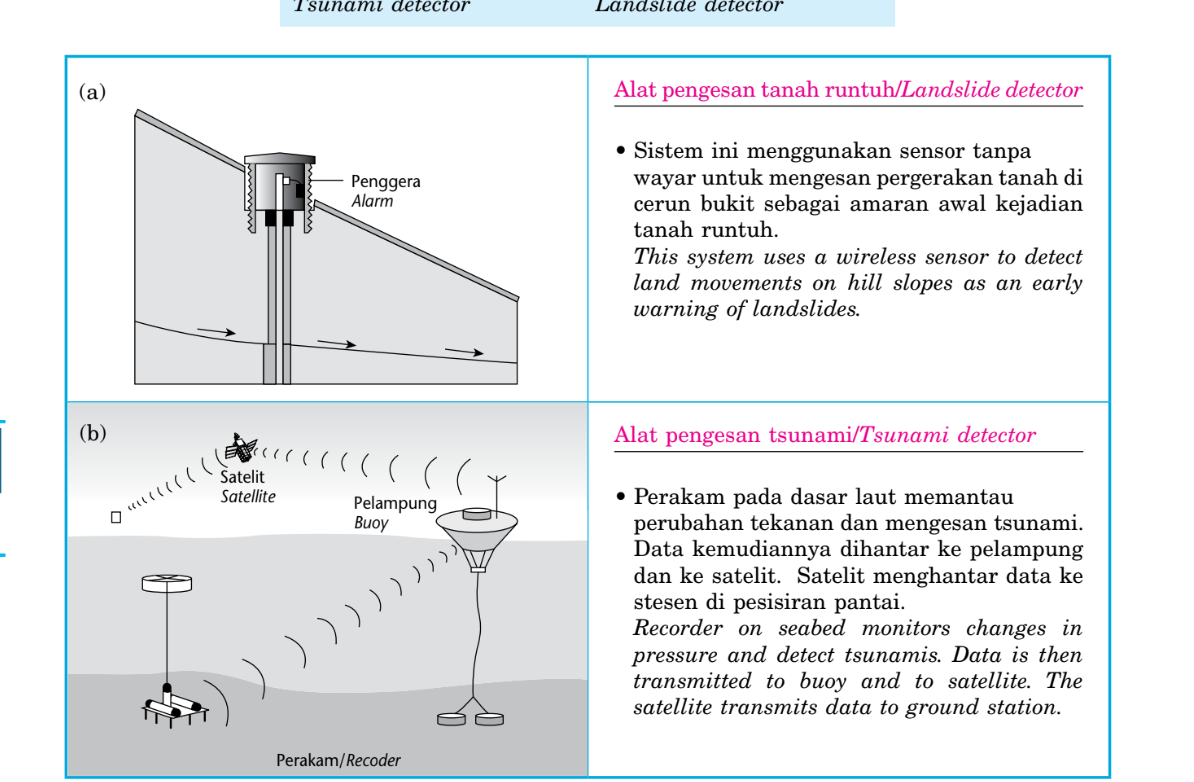 Tsunami detector Landslide detector
(a)
Penggera
Alarm
Alat pengesan tanah runtuh/Landslide detector
• Sistem ini menggunakan sensor tanpa
wayar untuk mengesan pergerakan tanah di
cerun bukit sebagai amaran awal kejadian
tanah runtuh.
This system uses a wireless sensor to detect
land movements on hill slopes as an early
warning of landslides.
(b)
Satelit
Satellite
Pelampung
Buoy
Perakam/Recoder
Alat pengesan tsunami/Tsunami detector
• Perakam pada dasar laut memantau
perubahan tekanan dan mengesan tsunami.
Data kemudiannya dihantar ke pelampung
dan ke satelit. Satelit menghantar data ke
stesen di pesisiran pantai.
Recorder on seabed monitors changes in
pressure and detect tsunamis. Data is then
transmitted to buoy and to satellite. The
satellite transmits data to ground station.